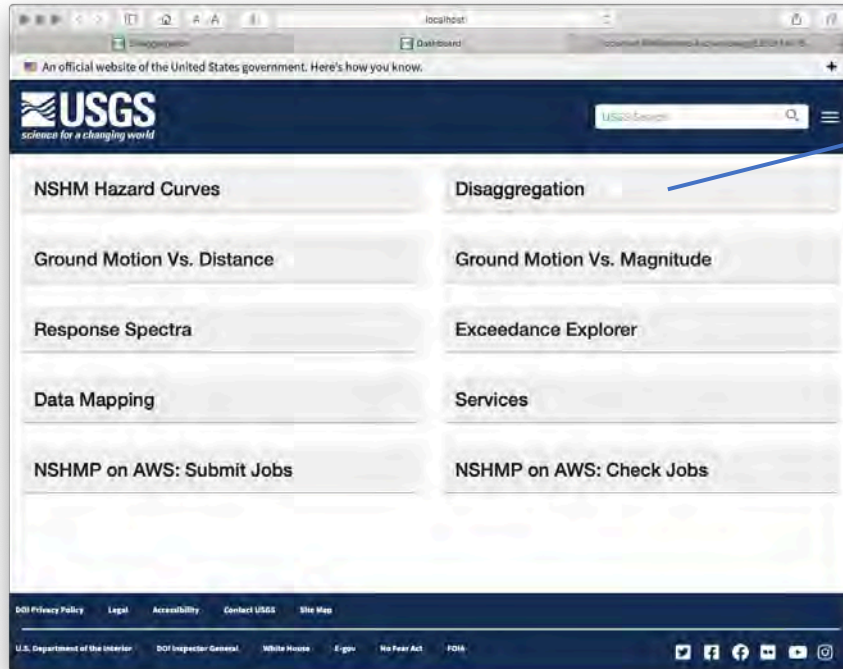 localhost
Disaggregation
Dashboard
An official website of the United States government. Here's how you know.
USGS
science for a changing world
USGS Search
NSHM Hazard Curves
Disaggregation
Ground Motion Vs. Distance
Ground Motion Vs. Magnitude
Response Spectra
Exceedance Explorer
Data Mapping
Services
NSHMP on AWS: Submit Jobs
NSHMP on AWS: Check Jobs
DOI Privacy Policy Legal Accessibility Contact USGS Site Map
U.S. Department of the Interior DOI Inspector General White House E-gov No Fear Act FOIA